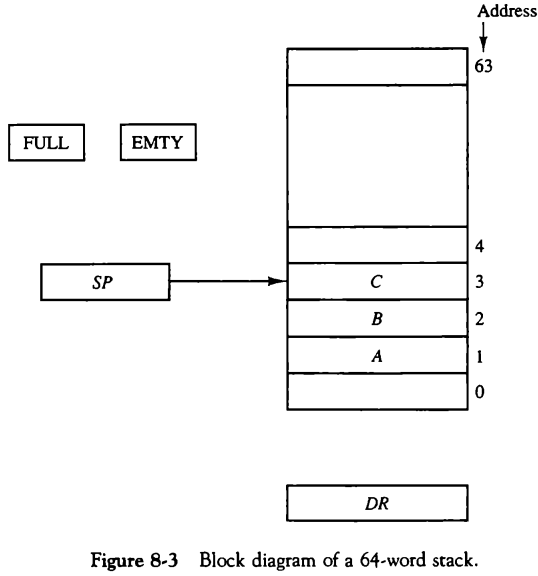 Address
63
FULL
EMTY
4
SP
C
3
B
2
A
1
0
DR
Figure 8-3 Block diagram of a 64-word stack.